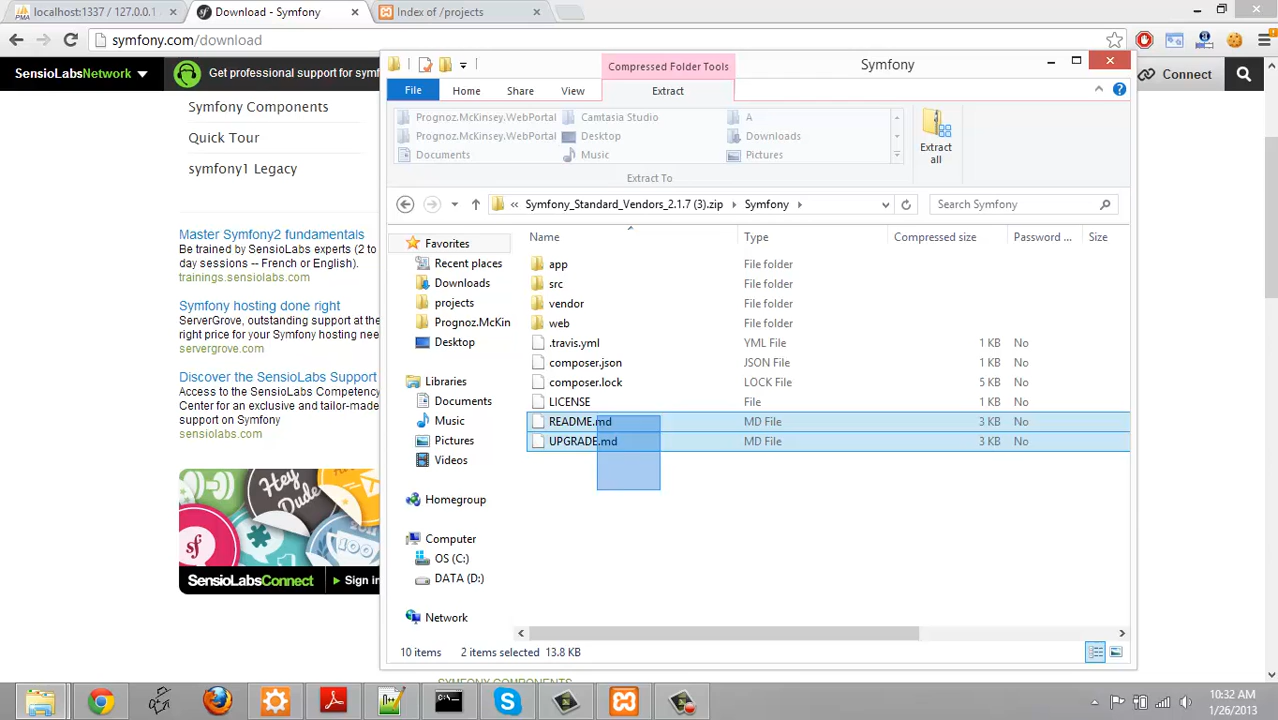 localhost:1337 / 127.0.0.1
Download - Symfony
Index of /projects
symfony.com/download
SensioLabsNetwork
Get professional support for symf
Connect
Symfony Components
Quick Tour
symfony1 Legacy
Master Symfony2 fundamentals
Be trained by SensioLabs experts (2 to
day sessions -- French or English).
trainings.sensiolabs.com
Symfony hosting done right
ServerGrove, outstanding support at the
right price for your Symfony hosting nee
servergrove.com
Discover the SensioLabs Support
Access to the SensioLabs Competency
Center for an exclusive and tailor-made
support on Symfony
sensiolabs.com
Hey
Dude
sf
100
SensioLabsConnect
Sign in
Compressed Folder Tools
Symfony
File
Home
Share
View
Extract
Prognoz.McKinsey.WebPortal
Camtasia Studio
A
Prognoz.McKinsey.WebPortal
Desktop
Downloads
Documents
Music
Pictures
Extract
all
Extract To
« Symfony_Standard_Vendors_2.1.7 (3).zip
Symfony
Search Symfony
Name
Type
Compressed size
Password ...
Size
Favorites
Recent places
Downloads
projects
Prognoz.McKin
Desktop
Libraries
Documents
Music
Pictures
Videos
Homegroup
Computer
OS (C:)
DATA (D:)
Network
app
File folder
src
File folder
vendor
File folder
web
File folder
.travis.yml
YML File
1 KB
No
composer.json
JSON File
1 KB
No
composer.lock
LOCK File
5 KB
No
LICENSE
File
1 KB
No
README.md
MD File
3 KB
No
UPGRADE.md
MD File
3 KB
No
10 items
2 items selected 13.8 KB
10:32 AM
1/26/2013